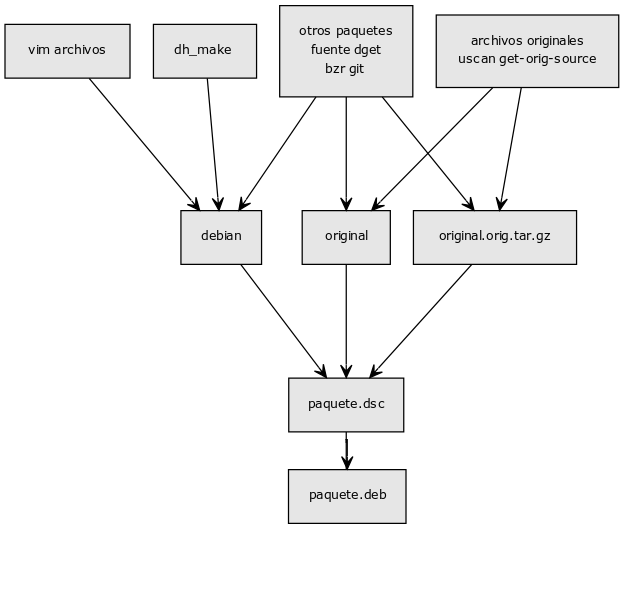 vim archivos
dh_make
otros paquetes
fuente dget
bzr git
archivos originales
uscan get-orig-source
debian
original
original.orig.tar.gz
paquete.dsc
paquete.deb